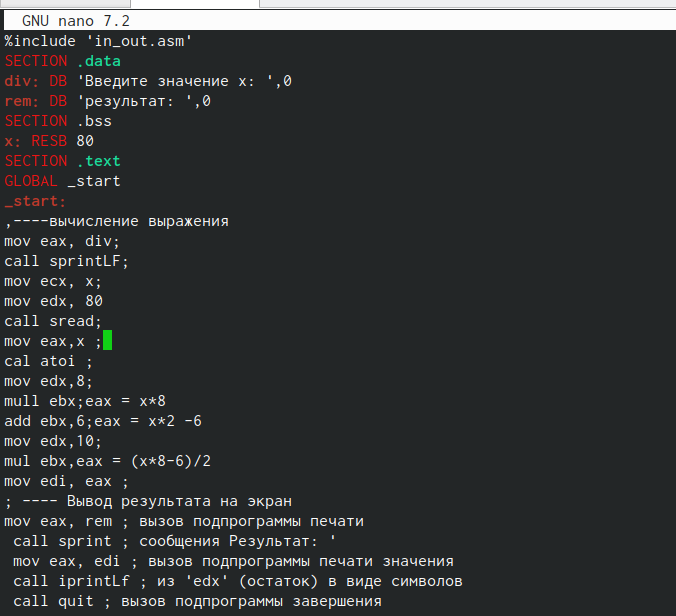 GNU nano 7.2
%include 'in_out.asm'
SECTION .data
div: DB 'Введите значение x: ',0
rem: DB 'результат: ',0
SECTION .bss
x: RESB 80
SECTION .text
GLOBAL _start
_start:
,----вычисление выражения
mov eax, div;
call sprintLF;
mov ecx, x;
mov edx, 80
call sread;
mov eax,x ;
cal atoi ;
mov edx,8;
mull ebx;eax = x*8
add ebx,6;eax = x*2 -6
mov edx,10;
mul ebx,eax = (x*8-6)/2
mov edi, eax ;
; ---- Вывод результата на экран
mov eax, rem ; вызов подпрограммы печати
call sprint ; сообщения Результат: '
mov eax, edi ; вызов подпрограммы печати значения
call iprintLf ; из 'edx' (остаток) в виде символов
call quit ; вызов подпрограммы завершения